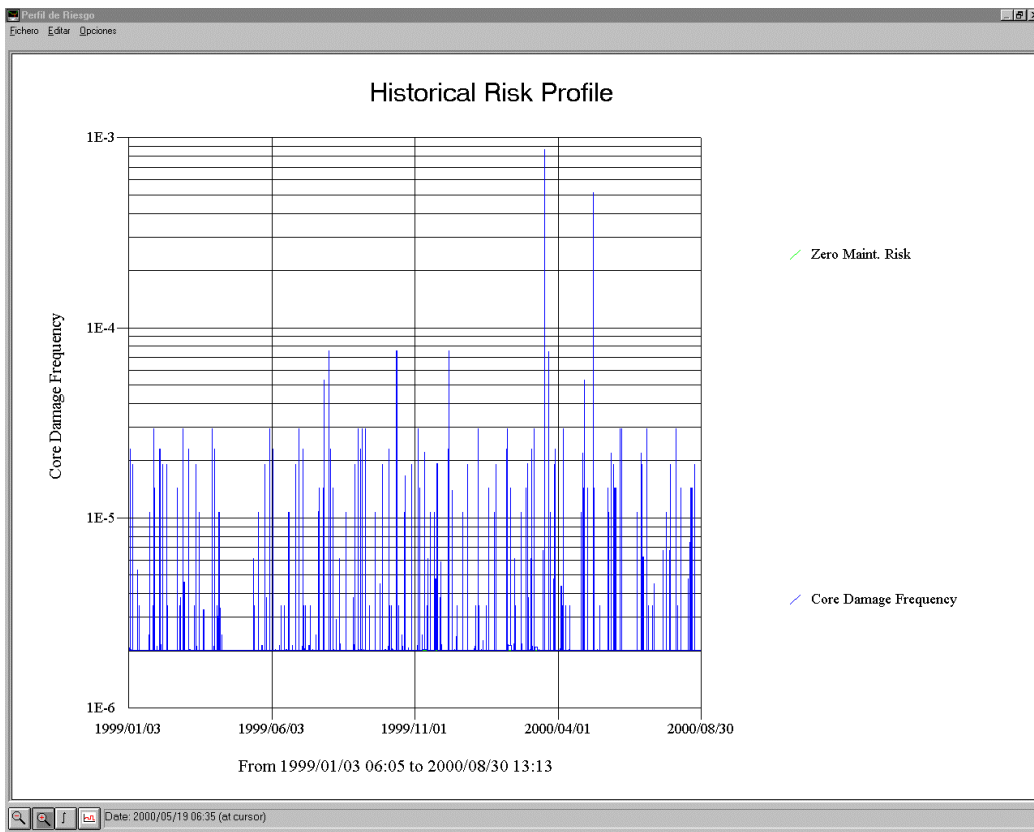 Perfil de Riesgo
Fichero Editar Opciones
Historical Risk Profile
1E-3
1E-4
1E-5
1E-6
Core Damage Frequency
Zero Maint. Risk
Core Damage Frequency
1999/01/03 1999/06/03 1999/11/01 2000/04/01 2000/08/30
From 1999/01/03 06:05 to 2000/08/30 13:13
Date: 2000/05/19 06:35 (at cursor)